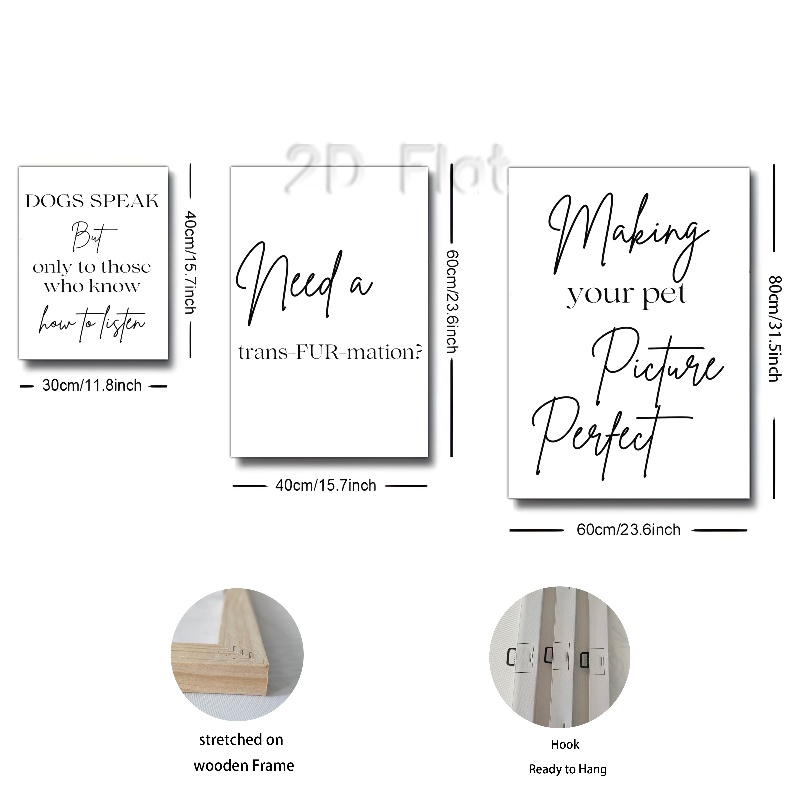 2D Flat
DOGS SPEAK
But
only to those
who know
how to listen
40cm/15.7inch
30cm/11.8inch
Need a
trans-FUR-mation?
60cm/23.6inch
40cm/15.7inch
Making
your pet
Picture
Perfect
80cm/31.5inch
60cm/23.6inch
stretched on
wooden Frame
Hook
Ready to Hang